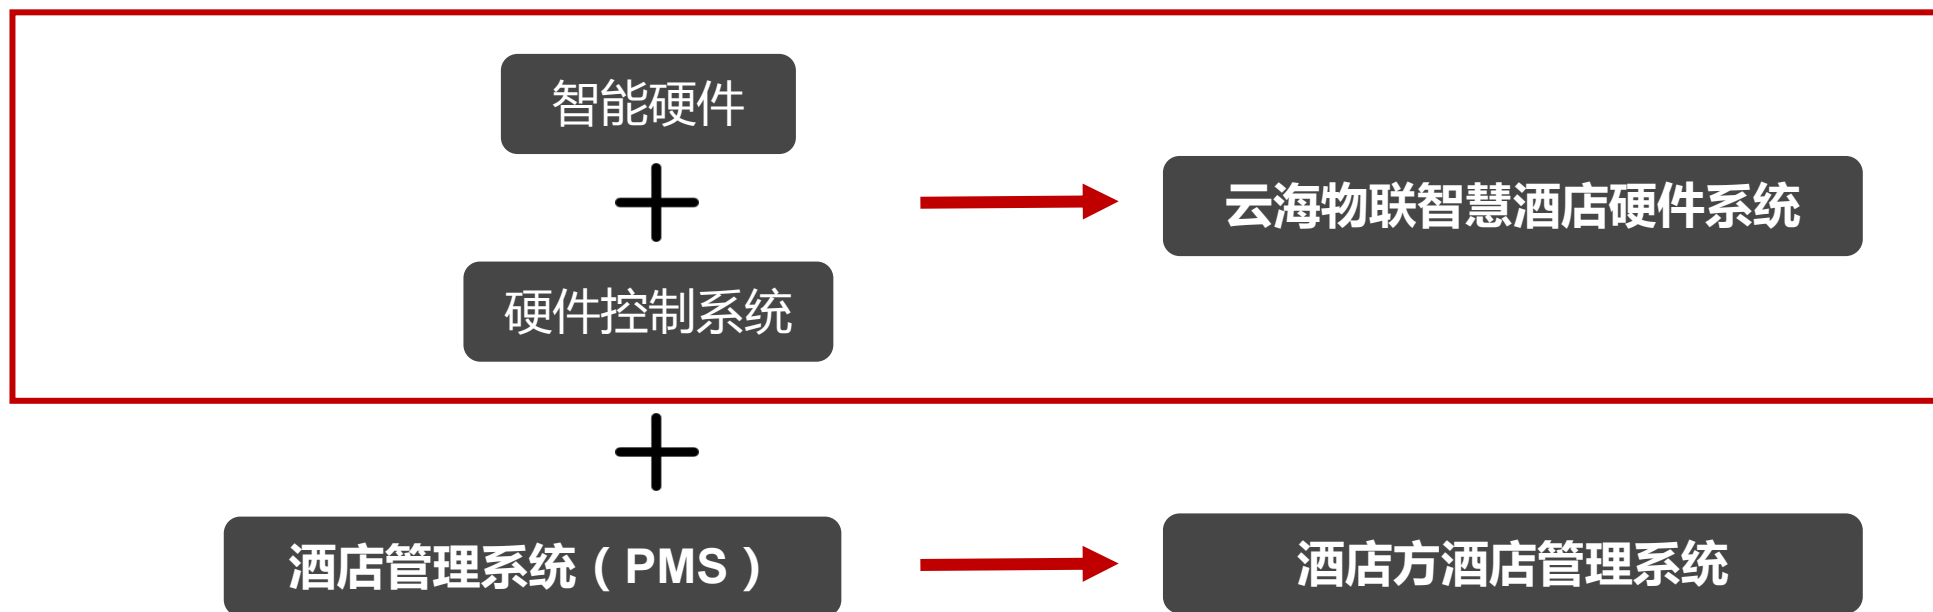 智能硬件
云海物联智慧酒店硬件系统
硬件控制系统
酒店管理系统（PMS）
酒店方酒店管理系统